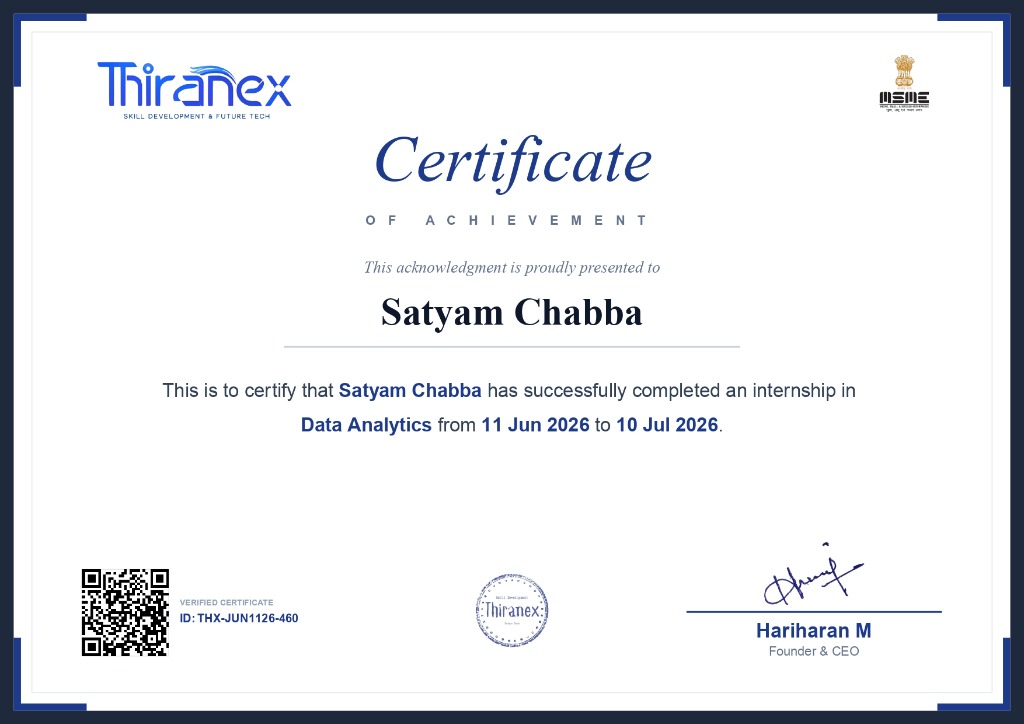 Thiranex
SKILL DEVELOPMENT & FUTURE TECH
MSME
Certificate
OF ACHIEVEMENT
This acknowledgment is proudly presented to
Satyam Chabba
This is to certify that Satyam Chabba has successfully completed an internship in
Data Analytics from 11 Jun 2026 to 10 Jul 2026.
VERIFIED CERTIFICATE
ID: THX-JUN1126-460
Thiranex
Hariharan M
Founder & CEO